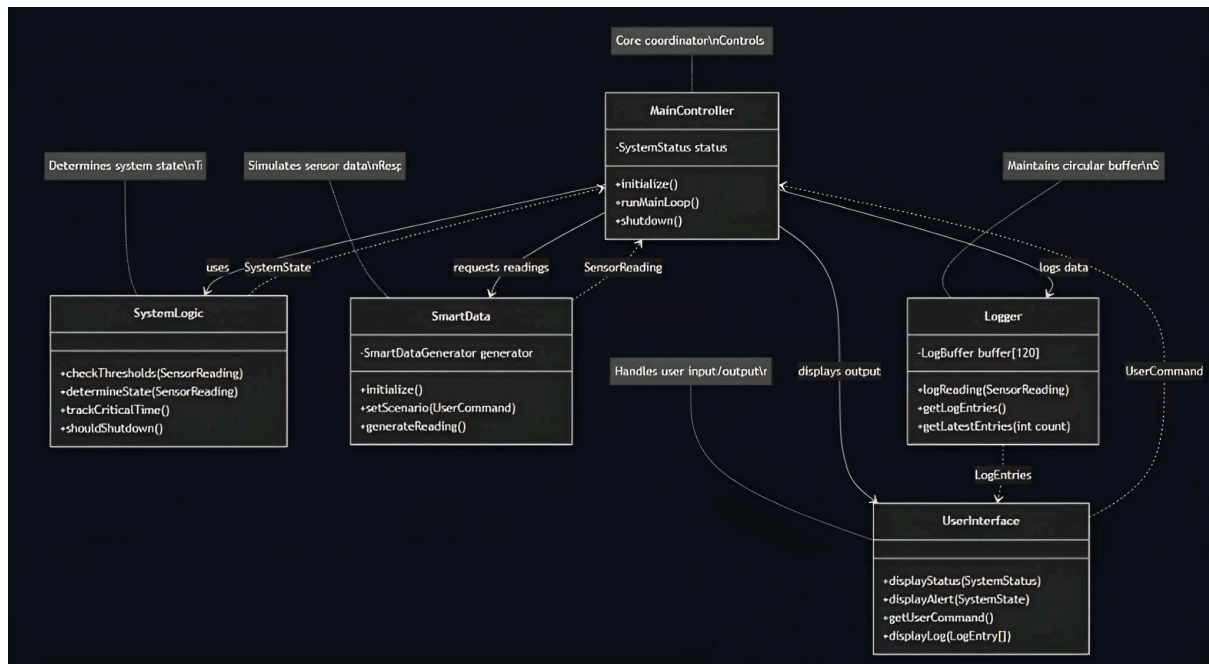 Core coordinator\nControls
MainController
-SystemStatus status
+initialize()
+runMainLoop()
+shutdown()
Determines system state\nTi
Simulates sensor data\nResp
Maintains circular buffer\nS
uses
SystemState
requests readings
SensorReading
logs data
SystemLogic
+checkThresholds(SensorReading)
+determineState(SensorReading)
+trackCriticalTime()
+shouldShutdown()
SmartData
-SmartDataGenerator generator
+initialize()
+setScenario(UserCommand)
+generateReading()
Logger
-LogBuffer buffer[120]
+logReading(SensorReading)
+getLogEntries()
+getLatestEntries(int count)
Handles user input/output\r
displays output
UserCommand
LogEntries
UserInterface
+displayStatus(SystemStatus)
+displayAlert(SystemState)
+getUserCommand()
+displayLog(LogEntry[])